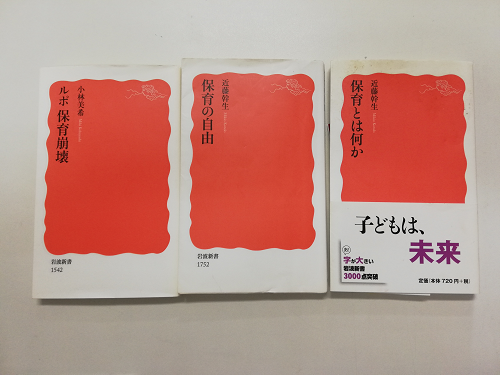 小林美希
ルポ 保育崩壊
岩波新書
1542
近藤幹生
保育の自由
岩波新書
1752
近藤幹生
保育とは何か
子どもは、
未来
字が大きい
岩波新書
3000点突破
定価(本体720円+税)